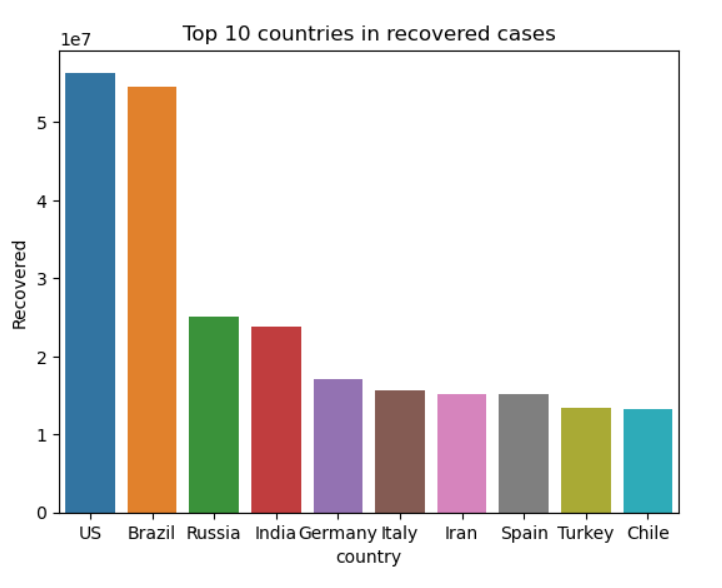 Top 10 countries in recovered cases
1e7
5
4
3
2
1
0
Recovered
US Brazil Russia India Germany Italy Iran Spain Turkey Chile
country